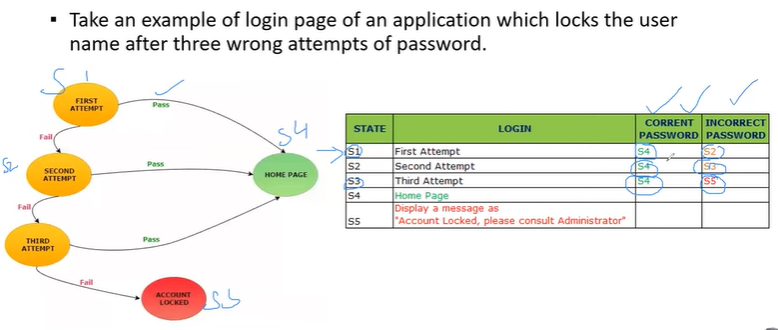 ▪ Take an example of login page of an application which locks the user
name after three wrong attempts of password.
S1
FIRST
ATTEMPT
Pass
S4
Fail
S2
SECOND
ATTEMPT
Pass
HOME PAGE
Fail
THIRD
ATTEMPT
Pass
Fail
ACCOUNT
LOCKED
S5
STATE LOGIN CORRENT PASSWORD INCORRECT PASSWORD
S1 First Attempt S4 S2
S2 Second Attempt S4 S3
S3 Third Attempt S4 S5
S4 Home Page
S5 Display a message as
"Account Locked, please consult Administrator"